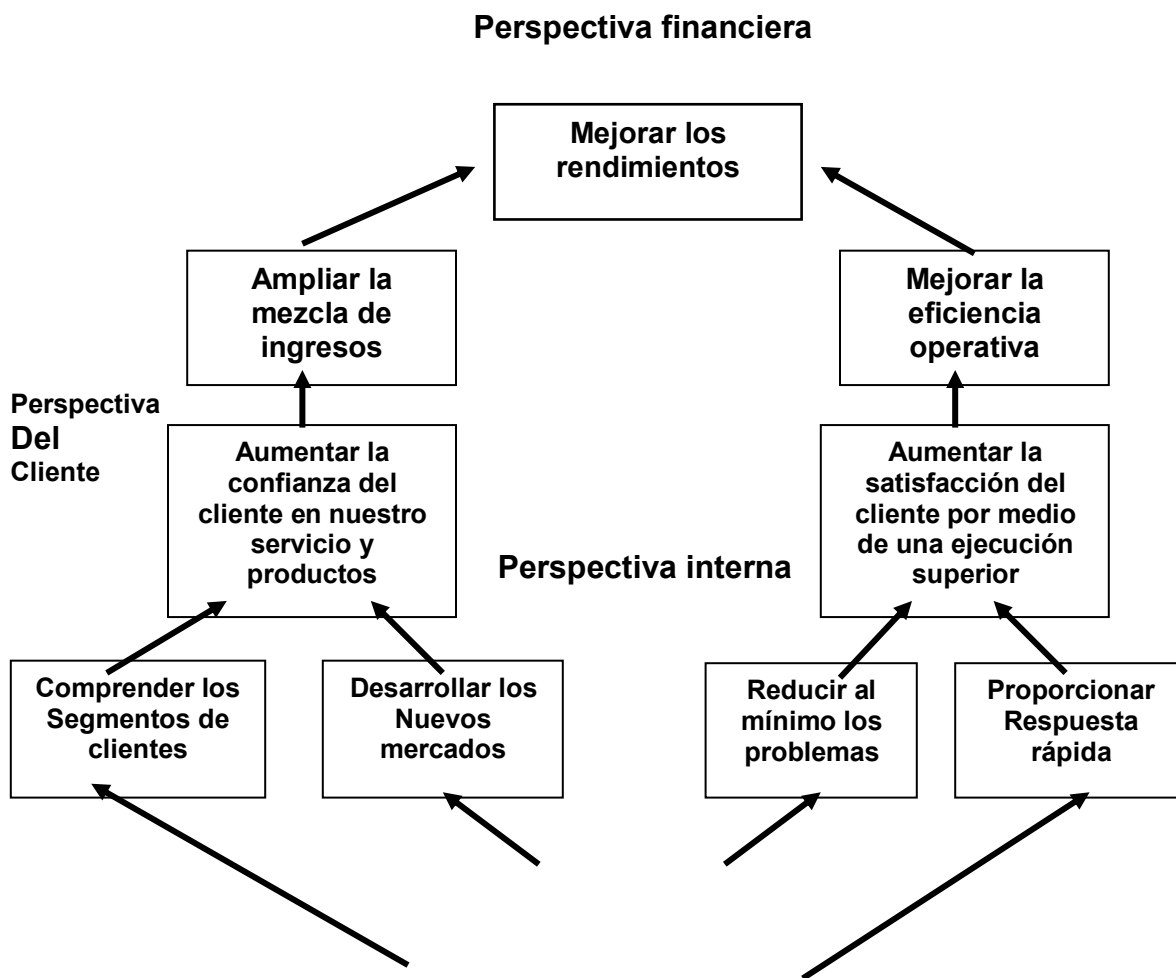 Perspectiva financiera
Mejorar los
rendimientos
Ampliar la
mezcla de
ingresos
Mejorar la
eficiencia
operativa
Perspectiva
Del
Cliente
Aumentar la
confianza del
cliente en nuestro
servicio y
productos
Aumentar la
satisfacción del
cliente por medio
de una ejecución
superior
Perspectiva interna
Comprender los
Segmentos de
clientes
Desarrollar los
Nuevos
mercados
Reducir al
mínimo los
problemas
Proporcionar
Respuesta
rápida